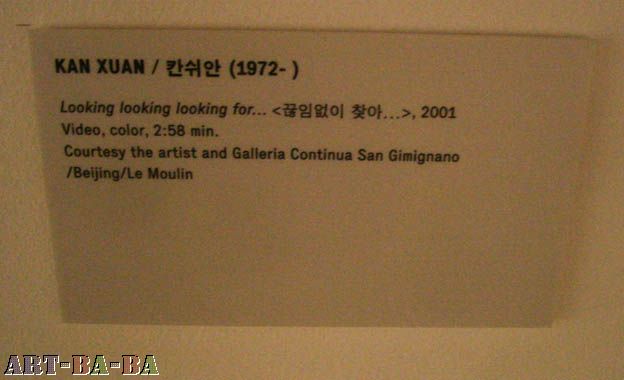 KAN XUAN / 칸쉬안 (1972- )
Looking looking looking for... <끊임없이 찾아...>, 2001
Video, color, 2:58 min.
Courtesy the artist and Galleria Continua San Gimignano
/Beijing/Le Moulin
ART-BA-BA